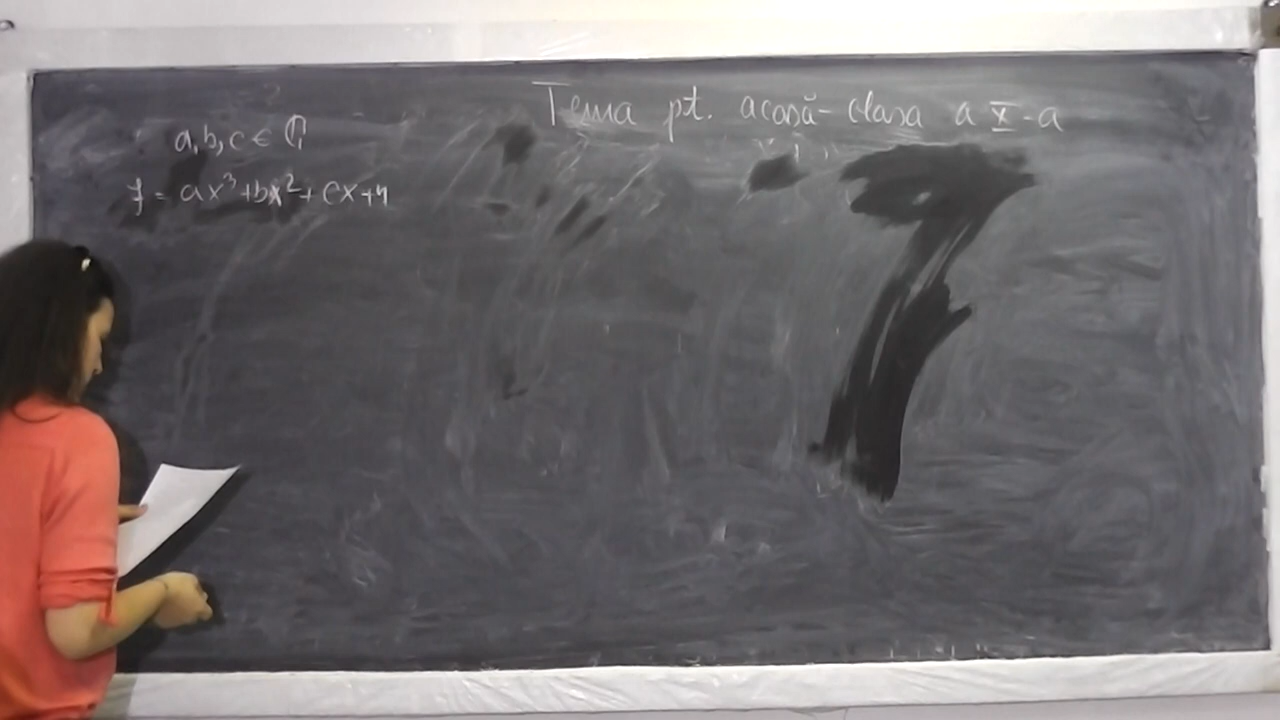 Tema pt. acasă - clasa a X-a
a, b, c ∈ ℚ
f = ax³+bx²+cx+4